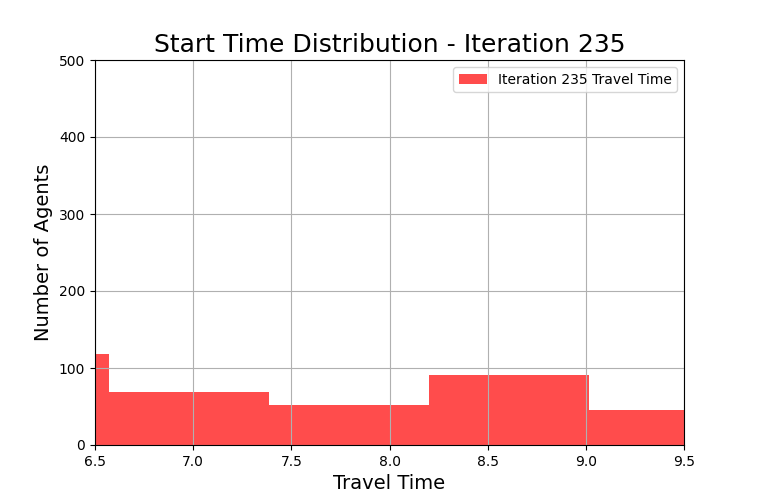 Start Time Distribution - Iteration 235
Iteration 235 Travel Time
Number of Agents
500
400
300
200
100
0
6.5 7.0 7.5 8.0 8.5 9.0 9.5
Travel Time